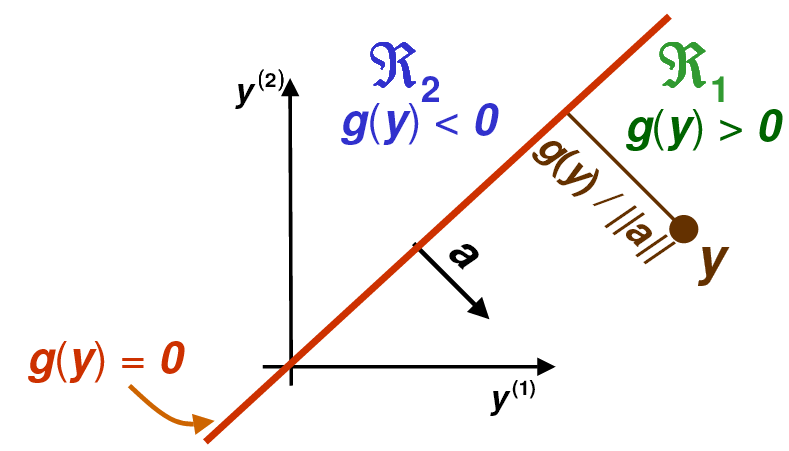 ℜ₂
ℜ₁
y⁽²⁾
g(y) < 0
g(y) > 0
g(y) / ||a||
a
y
g(y) = 0
y⁽¹⁾